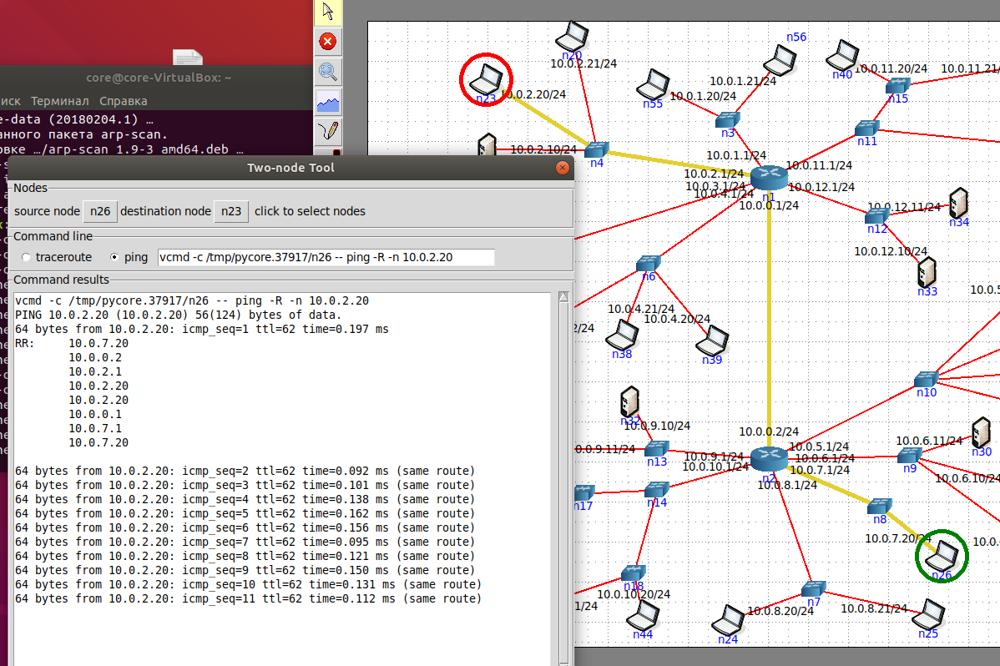 core@core-VirtualBox: ~
иск Терминал Справка
e-data (20180204.1) …
анного пакета arp-scan.
овке …/arp-scan_1.9-3_amd64.deb …
Two-node Tool
Nodes
source node n26 destination node n23 click to select nodes
Command line
traceroute ping vcmd -c /tmp/pycore.37917/n26 -- ping -R -n 10.0.2.20
Command results
vcmd -c /tmp/pycore.37917/n26 -- ping -R -n 10.0.2.20
PING 10.0.2.20 (10.0.2.20) 56(124) bytes of data.
64 bytes from 10.0.2.20: icmp_seq=1 ttl=62 time=0.197 ms
RR: 10.0.7.20
10.0.0.2
10.0.2.1
10.0.2.20
10.0.2.20
10.0.0.1
10.0.7.1
10.0.7.20
64 bytes from 10.0.2.20: icmp_seq=2 ttl=62 time=0.092 ms (same route)
64 bytes from 10.0.2.20: icmp_seq=3 ttl=62 time=0.101 ms (same route)
64 bytes from 10.0.2.20: icmp_seq=4 ttl=62 time=0.138 ms (same route)
64 bytes from 10.0.2.20: icmp_seq=5 ttl=62 time=0.162 ms (same route)
64 bytes from 10.0.2.20: icmp_seq=6 ttl=62 time=0.156 ms (same route)
64 bytes from 10.0.2.20: icmp_seq=7 ttl=62 time=0.095 ms (same route)
64 bytes from 10.0.2.20: icmp_seq=8 ttl=62 time=0.121 ms (same route)
64 bytes from 10.0.2.20: icmp_seq=9 ttl=62 time=0.150 ms (same route)
64 bytes from 10.0.2.20: icmp_seq=10 ttl=62 time=0.131 ms (same route)
64 bytes from 10.0.2.20: icmp_seq=11 ttl=62 time=0.112 ms (same route)
n56
n20
10.0.2.21/24
10.0.11.20/24
10.0.11.21/
n40
10.0.1.21/24
n23
10.0.2.20/24
n55
10.0.1.20/24
n15
n3
n11
10.0.2.10/24
n4
10.0.1.1/24
10.0.11.1/24
10.0.2.1/24
10.0.3.1/24
10.0.4.1/24
n1
10.0.12.1/24
10.0.0.1/24
10.0.12.11/24
n34
n12
10.0.12.10/24
n33
n6
10.0.5
10.0.4.21/24
10.0.4.20/24
2/24
n38
n39
n10
n32
10.0.9.10/24
10.0.0.2/24
10.0.6.11/24
n30
0.0.9.11/24
n13
10.0.9.1/24
10.0.5.1/24
10.0.6.1/24
n9
10.0.10.1/24
n2
10.0.7.1/24
10.0.6.10/24
10.0.8.1/24
n17
n14
n8
10.0.7.20/24
10.0.
n26
n18
10.0.10.20/24
1/24
n44
n7
10.0.8.20/24
10.0.8.21/24
n24
n25